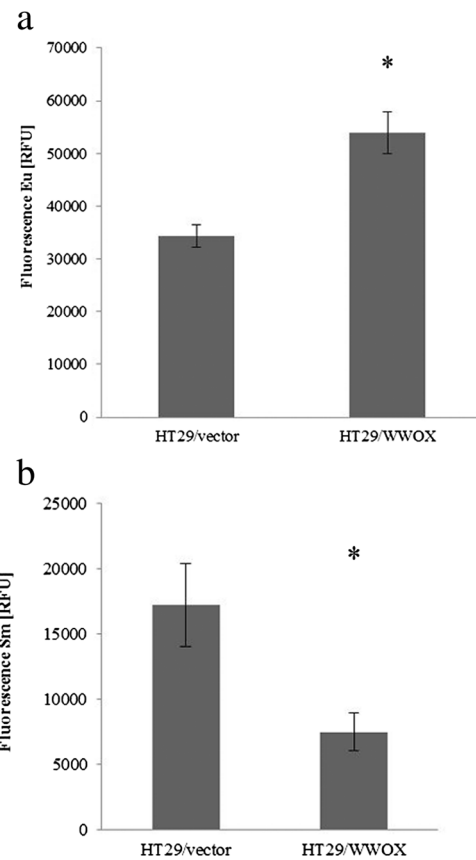 a
70000
60000
50000
40000
30000
20000
10000
0
Fluorescence Eu [RFU]
*
HT29/vector
HT29/WWOX
b
25000
20000
15000
10000
5000
0
Fluorescence Sm [RFU]
*
HT29/vector
HT29/WWOX